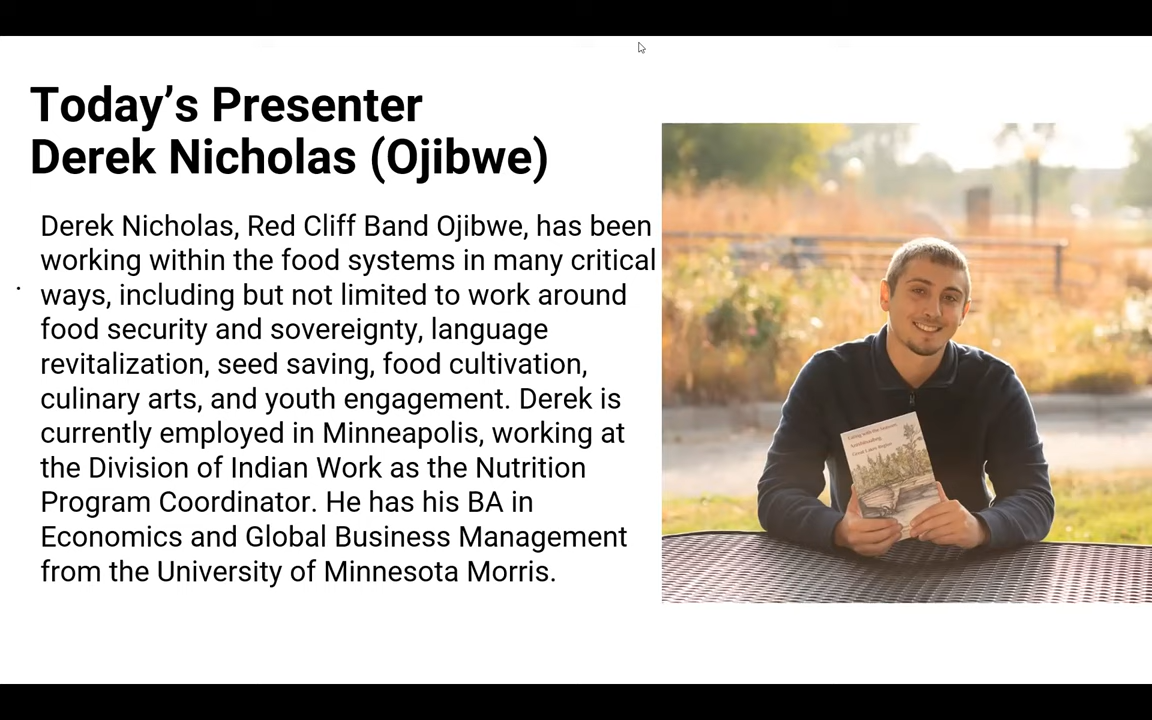 Today’s Presenter
Derek Nicholas (Ojibwe)
Derek Nicholas, Red Cliff Band Ojibwe, has been
working within the food systems in many critical
ways, including but not limited to work around
food security and sovereignty, language
revitalization, seed saving, food cultivation,
culinary arts, and youth engagement. Derek is
currently employed in Minneapolis, working at
the Division of Indian Work as the Nutrition
Program Coordinator. He has his BA in
Economics and Global Business Management
from the University of Minnesota Morris.
Great Lakes Region